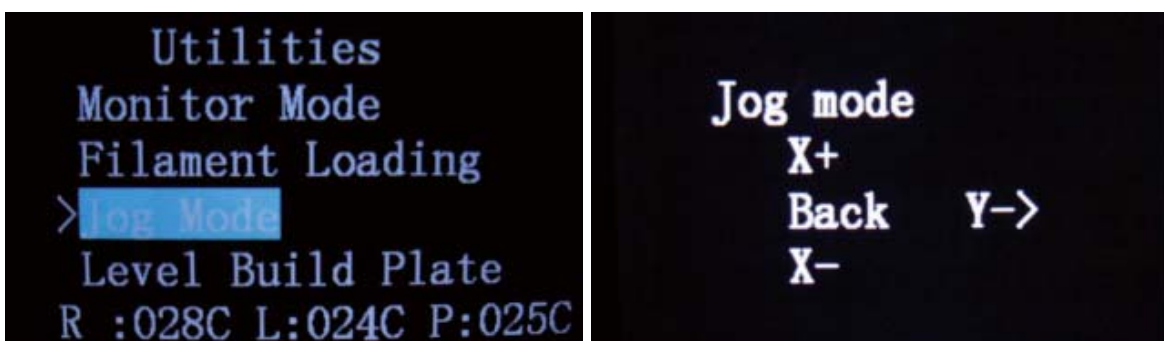 Utilities
Monitor Mode
Filament Loading
>Jog Mode
Level Build Plate
R :028C L:024C P:025C
Jog mode
X+
Back Y->
X-